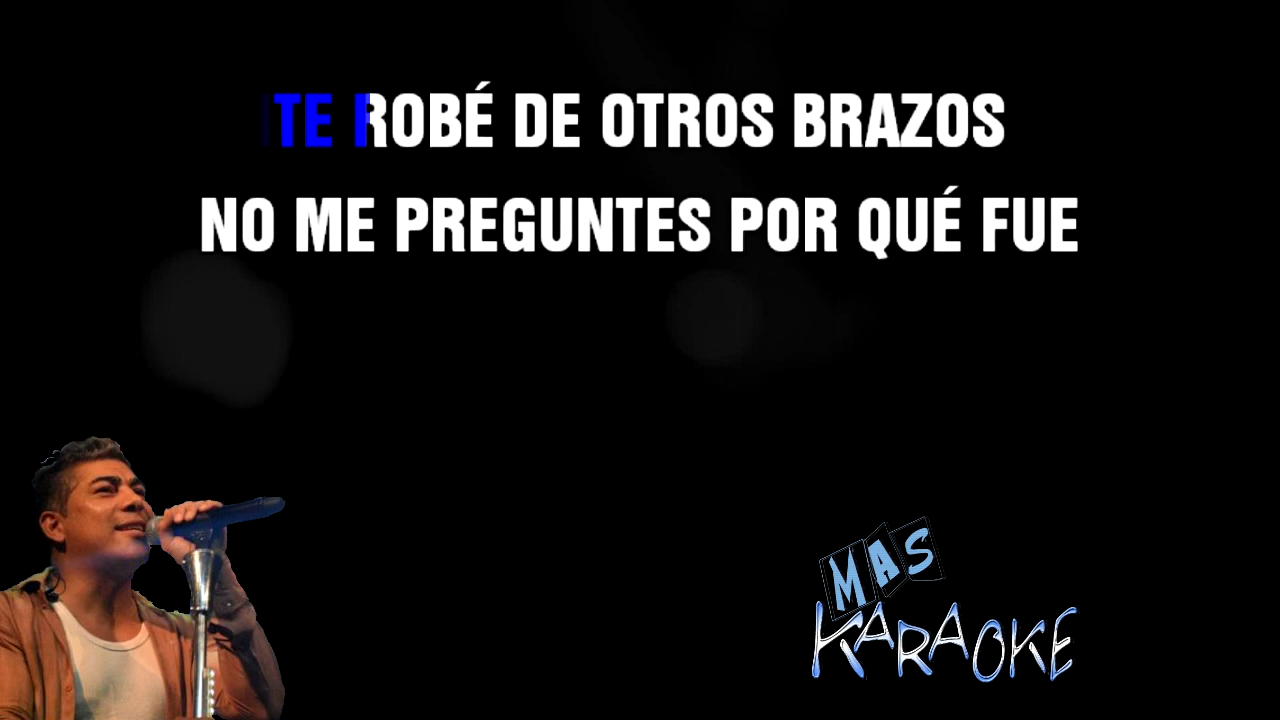 TE ROBÉ DE OTROS BRAZOS
NO ME PREGUNTES POR QUÉ FUE
MAS
KARAOKE